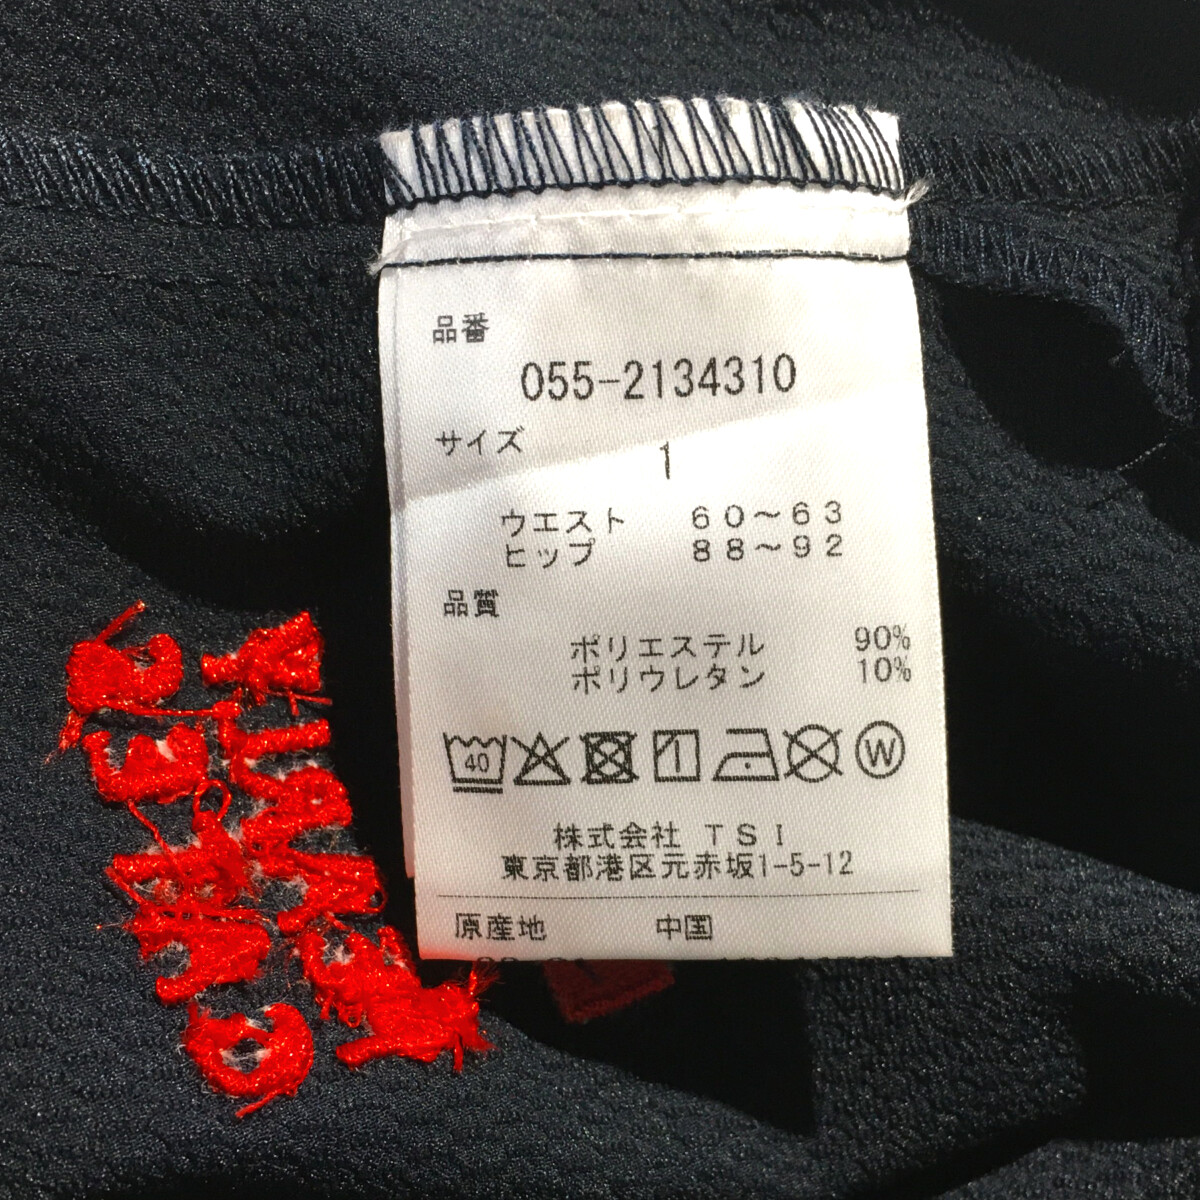 品番
055-2134310
サイズ
1
ウエスト 60～63
ヒップ 88～92
品質
ポリエステル 90%
ポリウレタン 10%
40
1
W
株式会社 TSI
東京都港区元赤坂1-5-12
原産地 中国